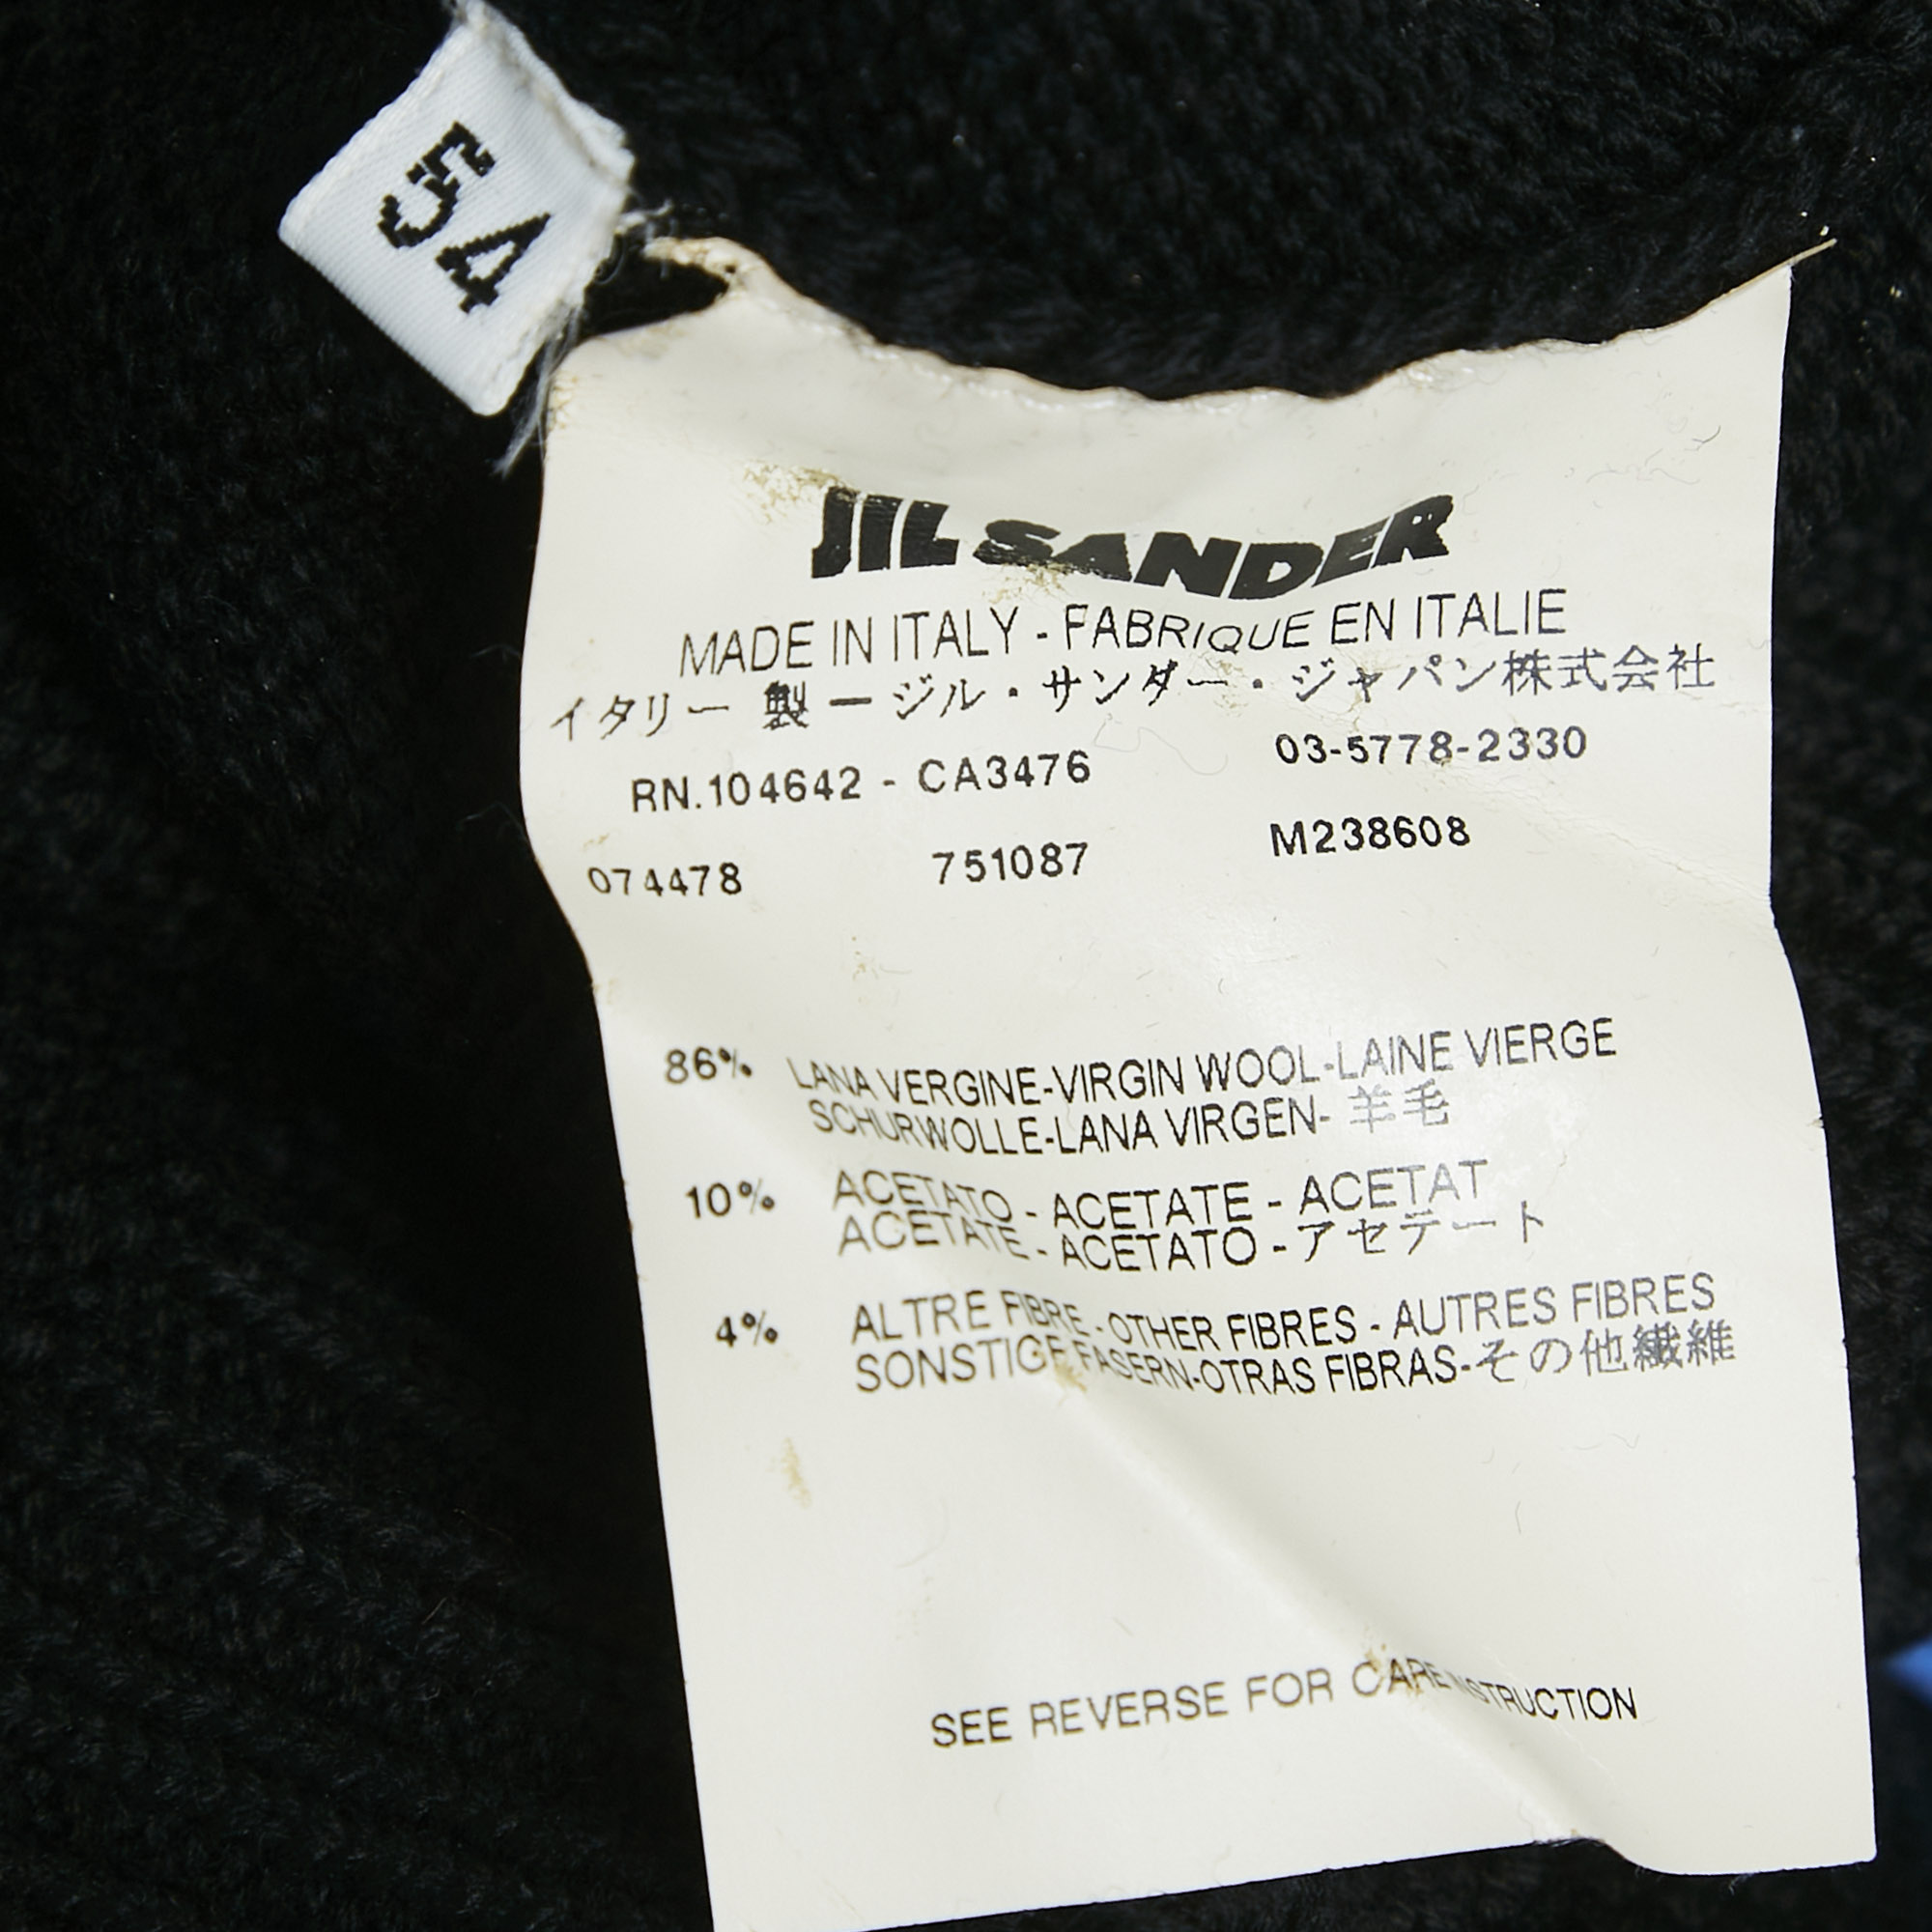 54
JIL SANDER
MADE IN ITALY - FABRIQUE EN ITALIE
イタリー 製 ー ジル・サンダー・ジャパン株式会社
RN.104642 - CA3476 03-5778-2330
074478 751087 M238608
86% LANA VERGINE-VIRGIN WOOL-LAINE VIERGE
SCHURWOLLE-LANA VIRGEN- 羊毛
10% ACETATO - ACETATE - ACETAT
ACETATE - ACETATO - アセテート
4% ALTRE FIBRE - OTHER FIBRES - AUTRES FIBRES
SONSTIGE FASERN-OTRAS FIBRAS-その他繊維
SEE REVERSE FOR CARE INSTRUCTION